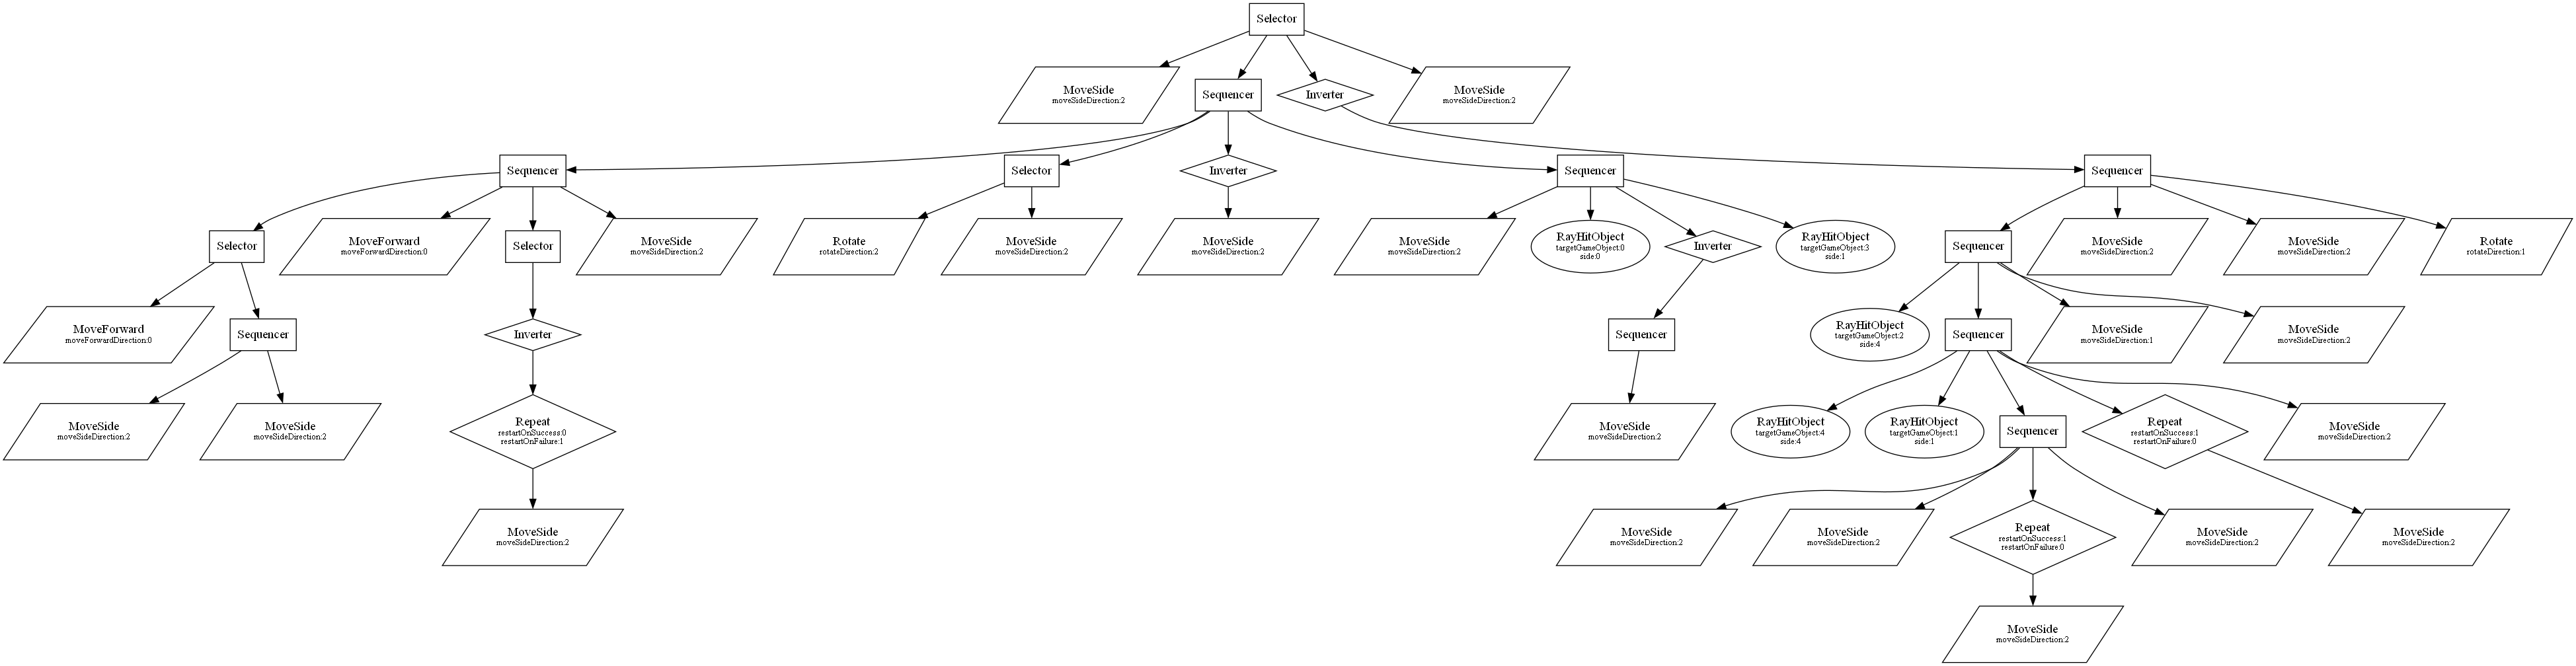 Selector
MoveSide
moveSideDirection:2
Sequencer
Inverter
MoveSide
moveSideDirection:2
Sequencer
Selector
Inverter
Sequencer
Sequencer
Selector
MoveForward
moveForwardDirection:0
Selector
MoveSide
moveSideDirection:2
Rotate
rotateDirection:2
MoveSide
moveSideDirection:2
MoveSide
moveSideDirection:2
MoveSide
moveSideDirection:2
RayHitObject
targetGameObject:0
side:0
Inverter
RayHitObject
targetGameObject:3
side:1
Sequencer
MoveSide
moveSideDirection:2
MoveSide
moveSideDirection:2
Rotate
rotateDirection:1
MoveForward
moveForwardDirection:0
Sequencer
Inverter
Sequencer
RayHitObject
targetGameObject:2
side:4
Sequencer
MoveSide
moveSideDirection:1
MoveSide
moveSideDirection:2
MoveSide
moveSideDirection:2
MoveSide
moveSideDirection:2
Repeat
restartOnSuccess:0
restartOnFailure:1
MoveSide
moveSideDirection:2
RayHitObject
targetGameObject:4
side:4
RayHitObject
targetGameObject:1
side:1
Sequencer
Repeat
restartOnSuccess:1
restartOnFailure:0
MoveSide
moveSideDirection:2
MoveSide
moveSideDirection:2
MoveSide
moveSideDirection:2
MoveSide
moveSideDirection:2
Repeat
restartOnSuccess:1
restartOnFailure:0
MoveSide
moveSideDirection:2
MoveSide
moveSideDirection:2
MoveSide
moveSideDirection:2